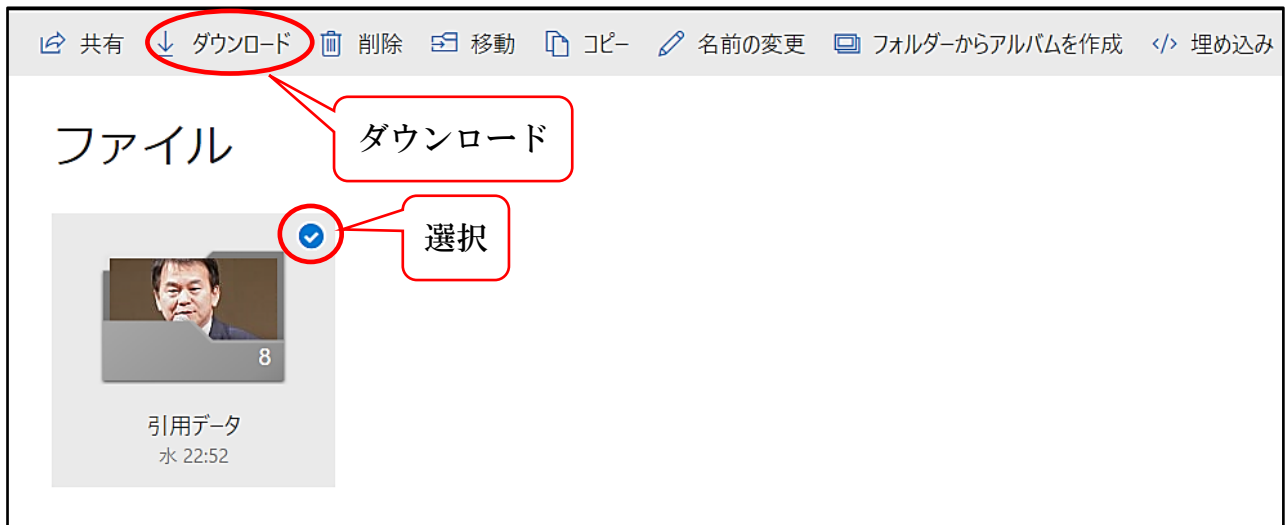 共有 ダウンロード 削除 移動 コピー 名前の変更 フォルダーからアルバムを作成 </> 埋め込み
ファイル
ダウンロード
選択
8
引用データ
水 22:52